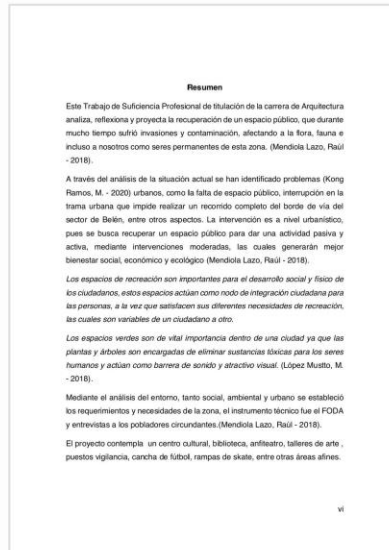 Resumen
Este Trabajo de Suficiencia Profesional de titulación de la carrera de Arquitectura
analiza, reflexiona y proyecta la recuperación de un espacio público, que durante
mucho tiempo sufrió invasiones y contaminación, afectando a la flora, fauna e
incluso a nosotros como seres permanentes de esta zona. (Mendiola Lazo, Raúl
- 2018).
A través del análisis de la situación actual se han identificado problemas (Kong
Ramos, M. - 2020) urbanos, como la falta de espacio público, interrupción en la
trama urbana que impide realizar un recorrido completo del borde de vía del
sector de Belén, entre otros aspectos. La intervención es a nivel urbanístico,
pues se busca recuperar un espacio público para dar una actividad pasiva y
activa, mediante intervenciones moderadas, las cuales generarán mejor
bienestar social, económico y ecológico (Mendiola Lazo, Raúl - 2018).
Los espacios de recreación son importantes para el desarrollo social y físico de
los ciudadanos, estos espacios actúan como nodo de integración ciudadana para
las personas, a la vez que satisfacen sus diferentes necesidades de recreación,
las cuales son variables de un ciudadano a otro.
Los espacios verdes son de vital importancia dentro de una ciudad ya que las
plantas y árboles son encargadas de eliminar sustancias tóxicas para los seres
humanos y actúan como barrera de sonido y atractivo visual. (López Mustto, M.
- 2018).
Mediante el análisis del entorno, tanto social, ambiental y urbano se estableció
los requerimientos y necesidades de la zona, el instrumento técnico fue el FODA
y entrevistas a los pobladores circundantes.(Mendiola Lazo, Raúl - 2018).
El proyecto contempla un centro cultural, biblioteca, anfiteatro, talleres de arte ,
puestos vigilancia, cancha de fútbol, rampas de skate, entre otras áreas afines.
vi